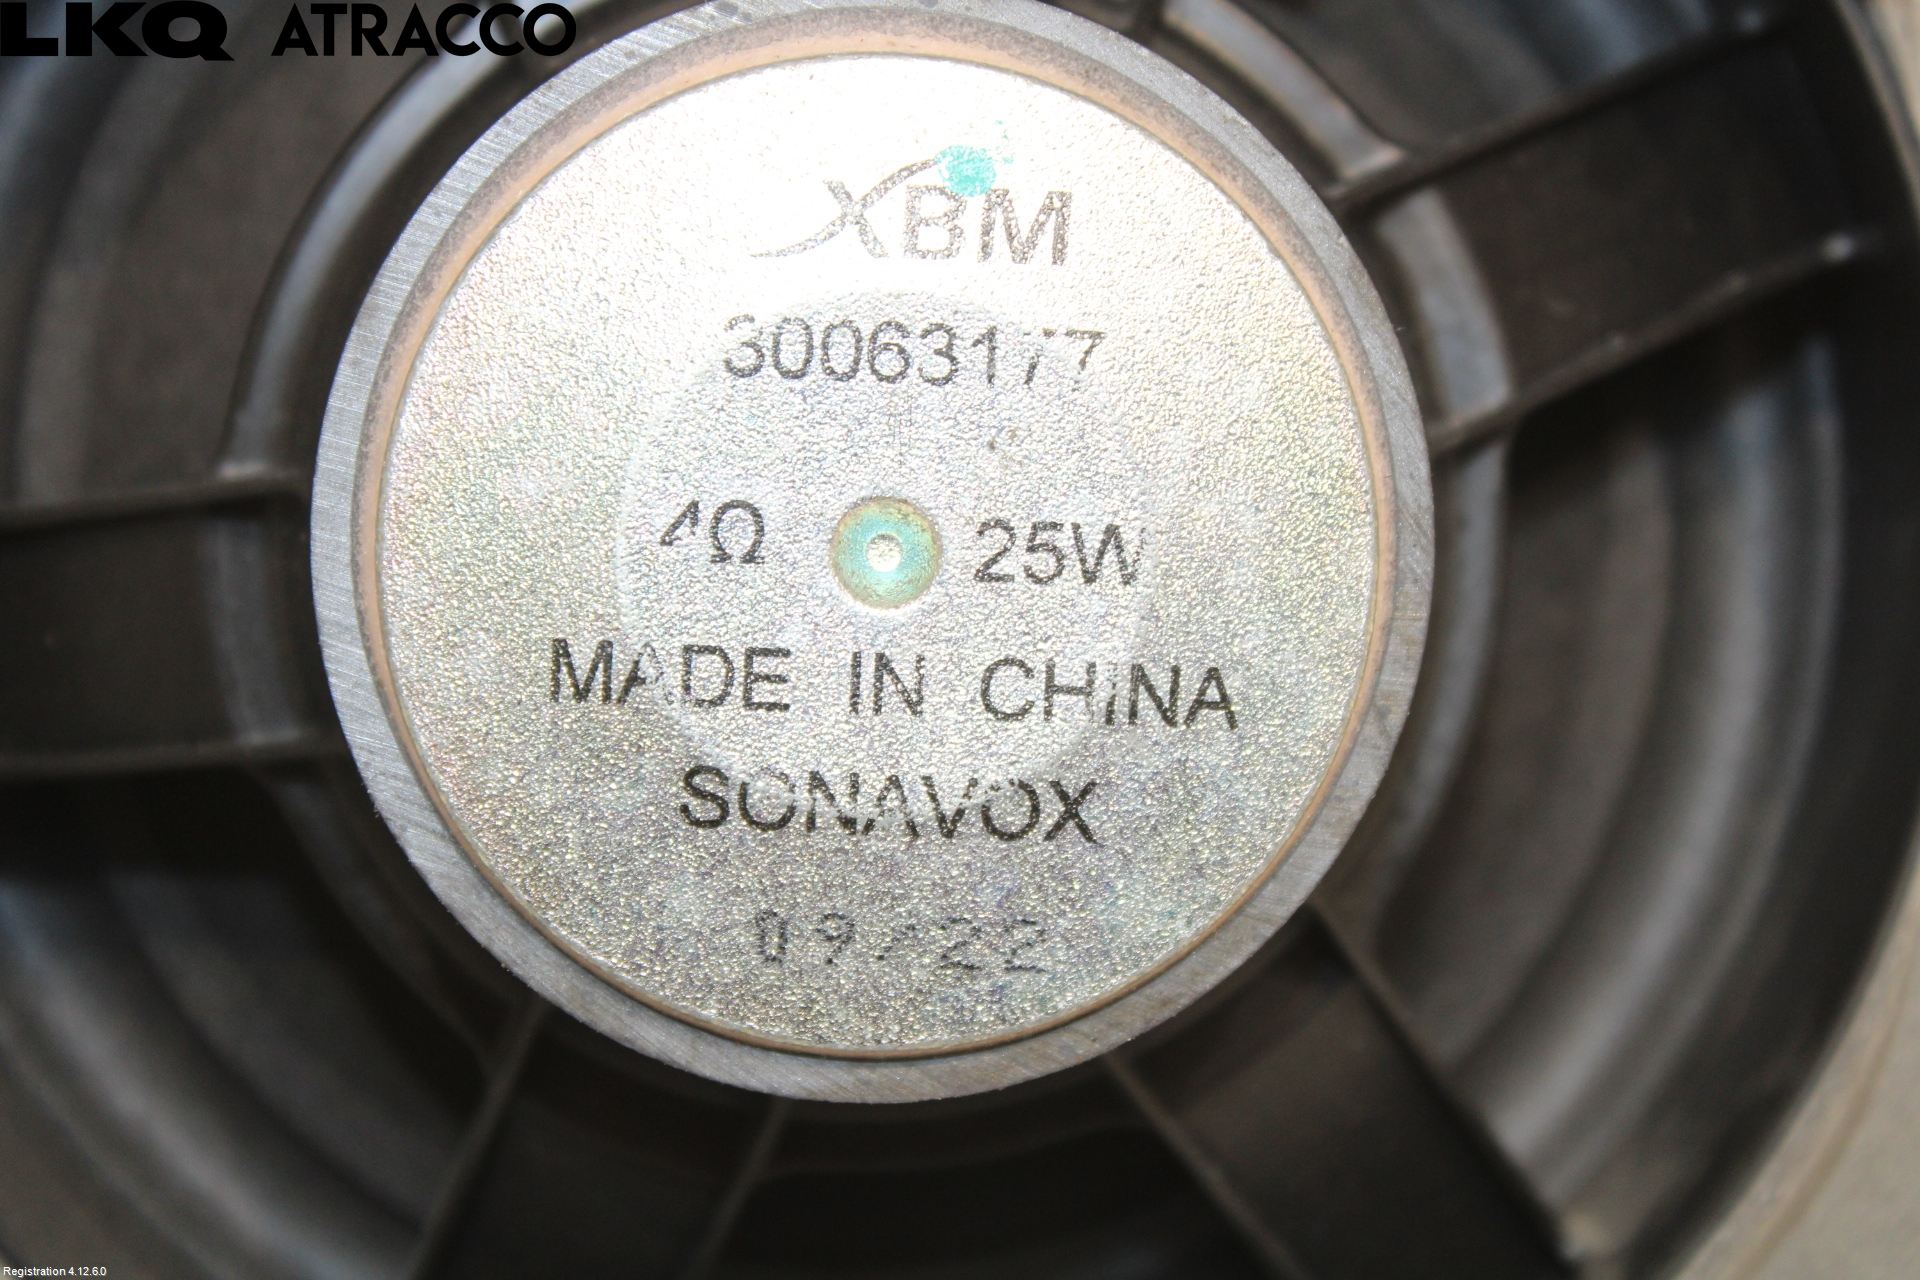 LKQ ATRACCO
XBM
30063177
4Ω 25W
MADE IN CHINA
SONAVOX
09/22
Registration 4.12.6.0